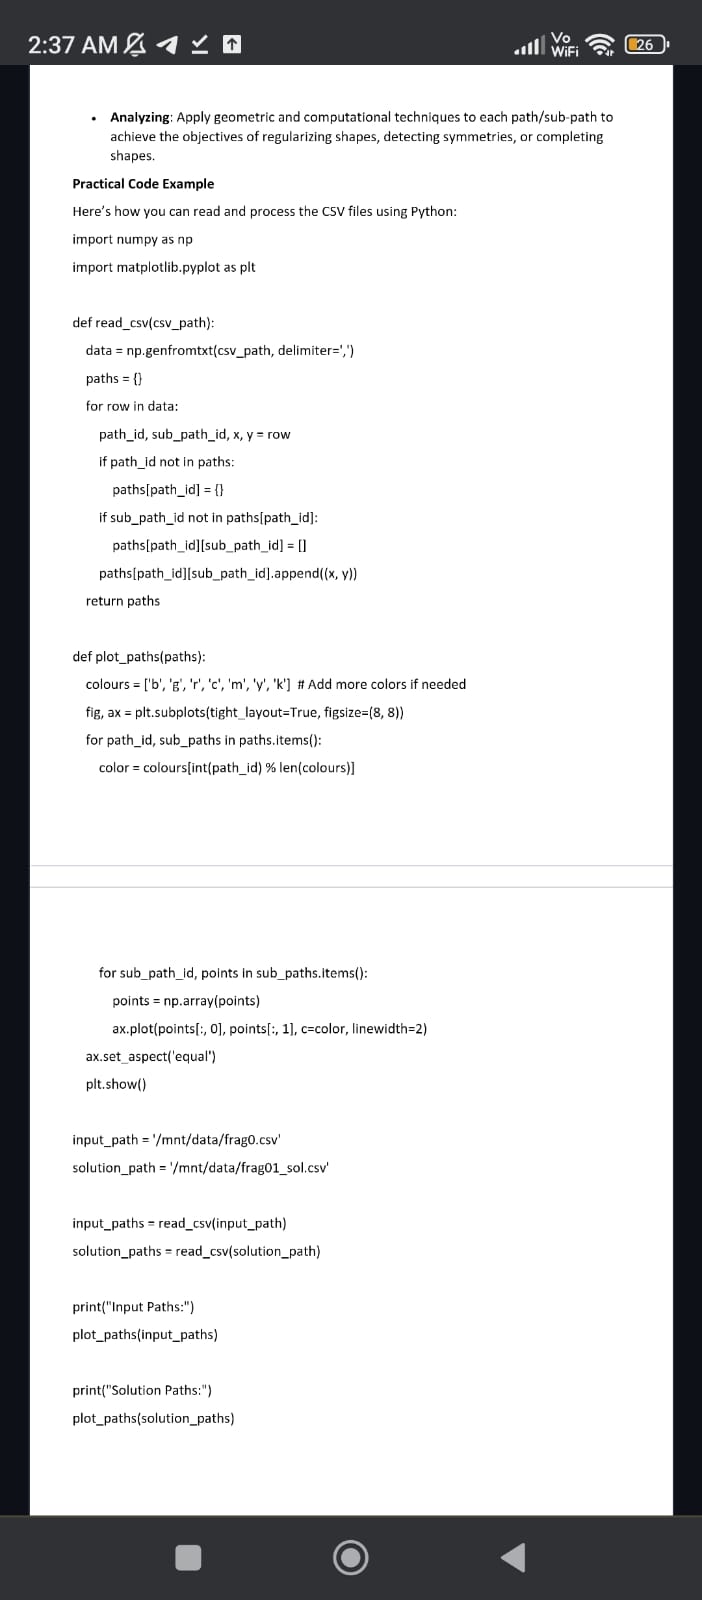 2:37 AM
Vo
WiFi
26
• Analyzing: Apply geometric and computational techniques to each path/sub-path to
achieve the objectives of regularizing shapes, detecting symmetries, or completing
shapes.
Practical Code Example
Here's how you can read and process the CSV files using Python:
import numpy as np
import matplotlib.pyplot as plt
def read_csv(csv_path):
data = np.genfromtxt(csv_path, delimiter=',')
paths = {}
for row in data:
path_id, sub_path_id, x, y = row
if path_id not in paths:
paths[path_id] = {}
if sub_path_id not in paths[path_id]:
paths[path_id][sub_path_id] = []
paths[path_id][sub_path_id].append((x, y))
return paths
def plot_paths(paths):
colours = ['b', 'g', 'r', 'c', 'm', 'y', 'k'] # Add more colors if needed
fig, ax = plt.subplots(tight_layout=True, figsize=(8, 8))
for path_id, sub_paths in paths.items():
color = colours[int(path_id) % len(colours)]
for sub_path_id, points in sub_paths.items():
points = np.array(points)
ax.plot(points[:, 0], points[:, 1], c=color, linewidth=2)
ax.set_aspect('equal')
plt.show()
input_path = '/mnt/data/frag0.csv'
solution_path = '/mnt/data/frag01_sol.csv'
input_paths = read_csv(input_path)
solution_paths = read_csv(solution_path)
print("Input Paths:")
plot_paths(input_paths)
print("Solution Paths:")
plot_paths(solution_paths)